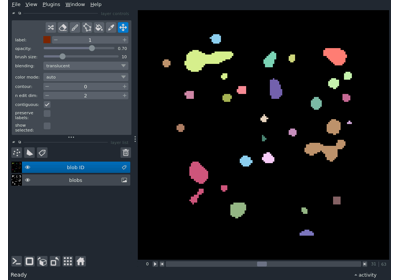 File View Plugins Window Help
label: 1
opacity: 0.70
brush size: 10
blending: translucent
color mode: auto
contour: 0
n edit dim: 2
contiguous:
preserve labels:
show selected:
blob ID
blobs
0
Ready
activity